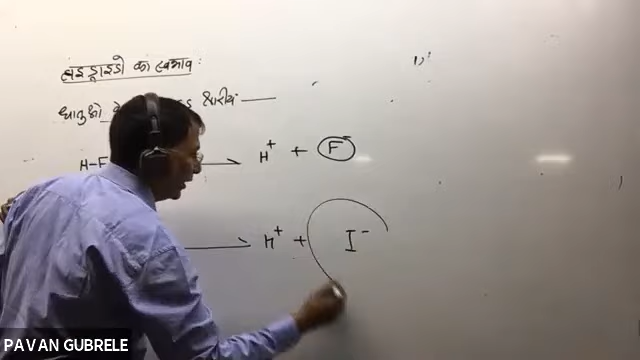 हाइड्राइडो का स्वभाव :
धातुओ क्षारीय
H-F → H⁺ + F⁻
→ H⁺ + I⁻
PAVAN GUBRELE